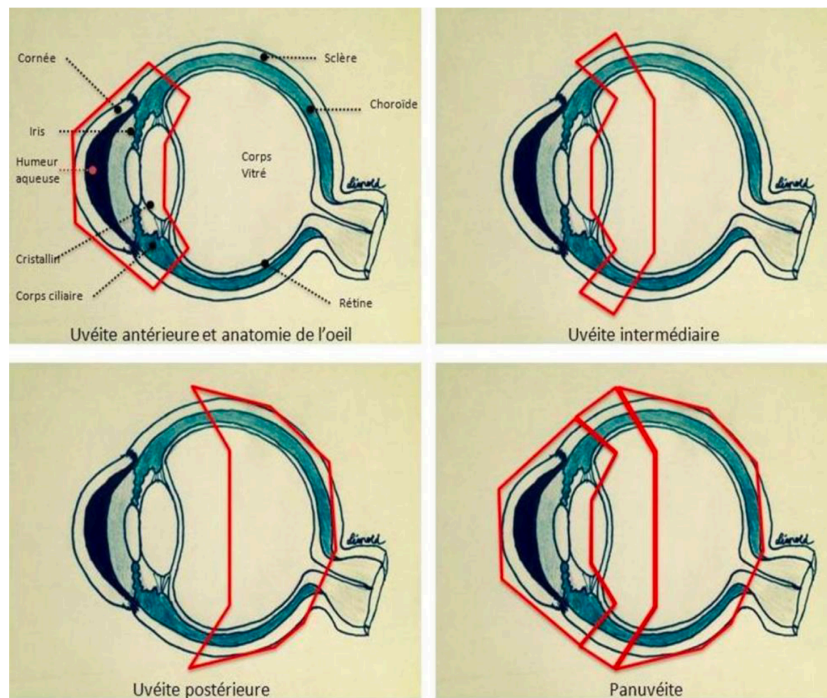 Cornée
Sclère
Choroïde
Iris
Humeur
aqueuse
Corps
Vitré
Cristallin
Corps ciliaire
Rétine
Uvéite antérieure et anatomie de l'oeil
Uvéite intermédiaire
Uvéite postérieure
Panuvéite